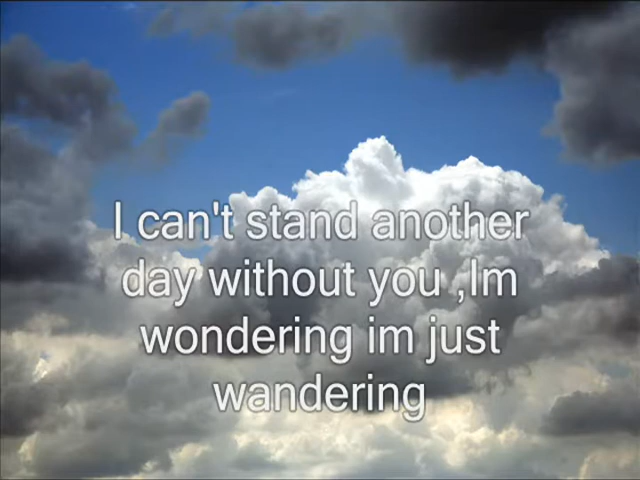 I can't stand another
day without you ,Im
wondering im just
wandering